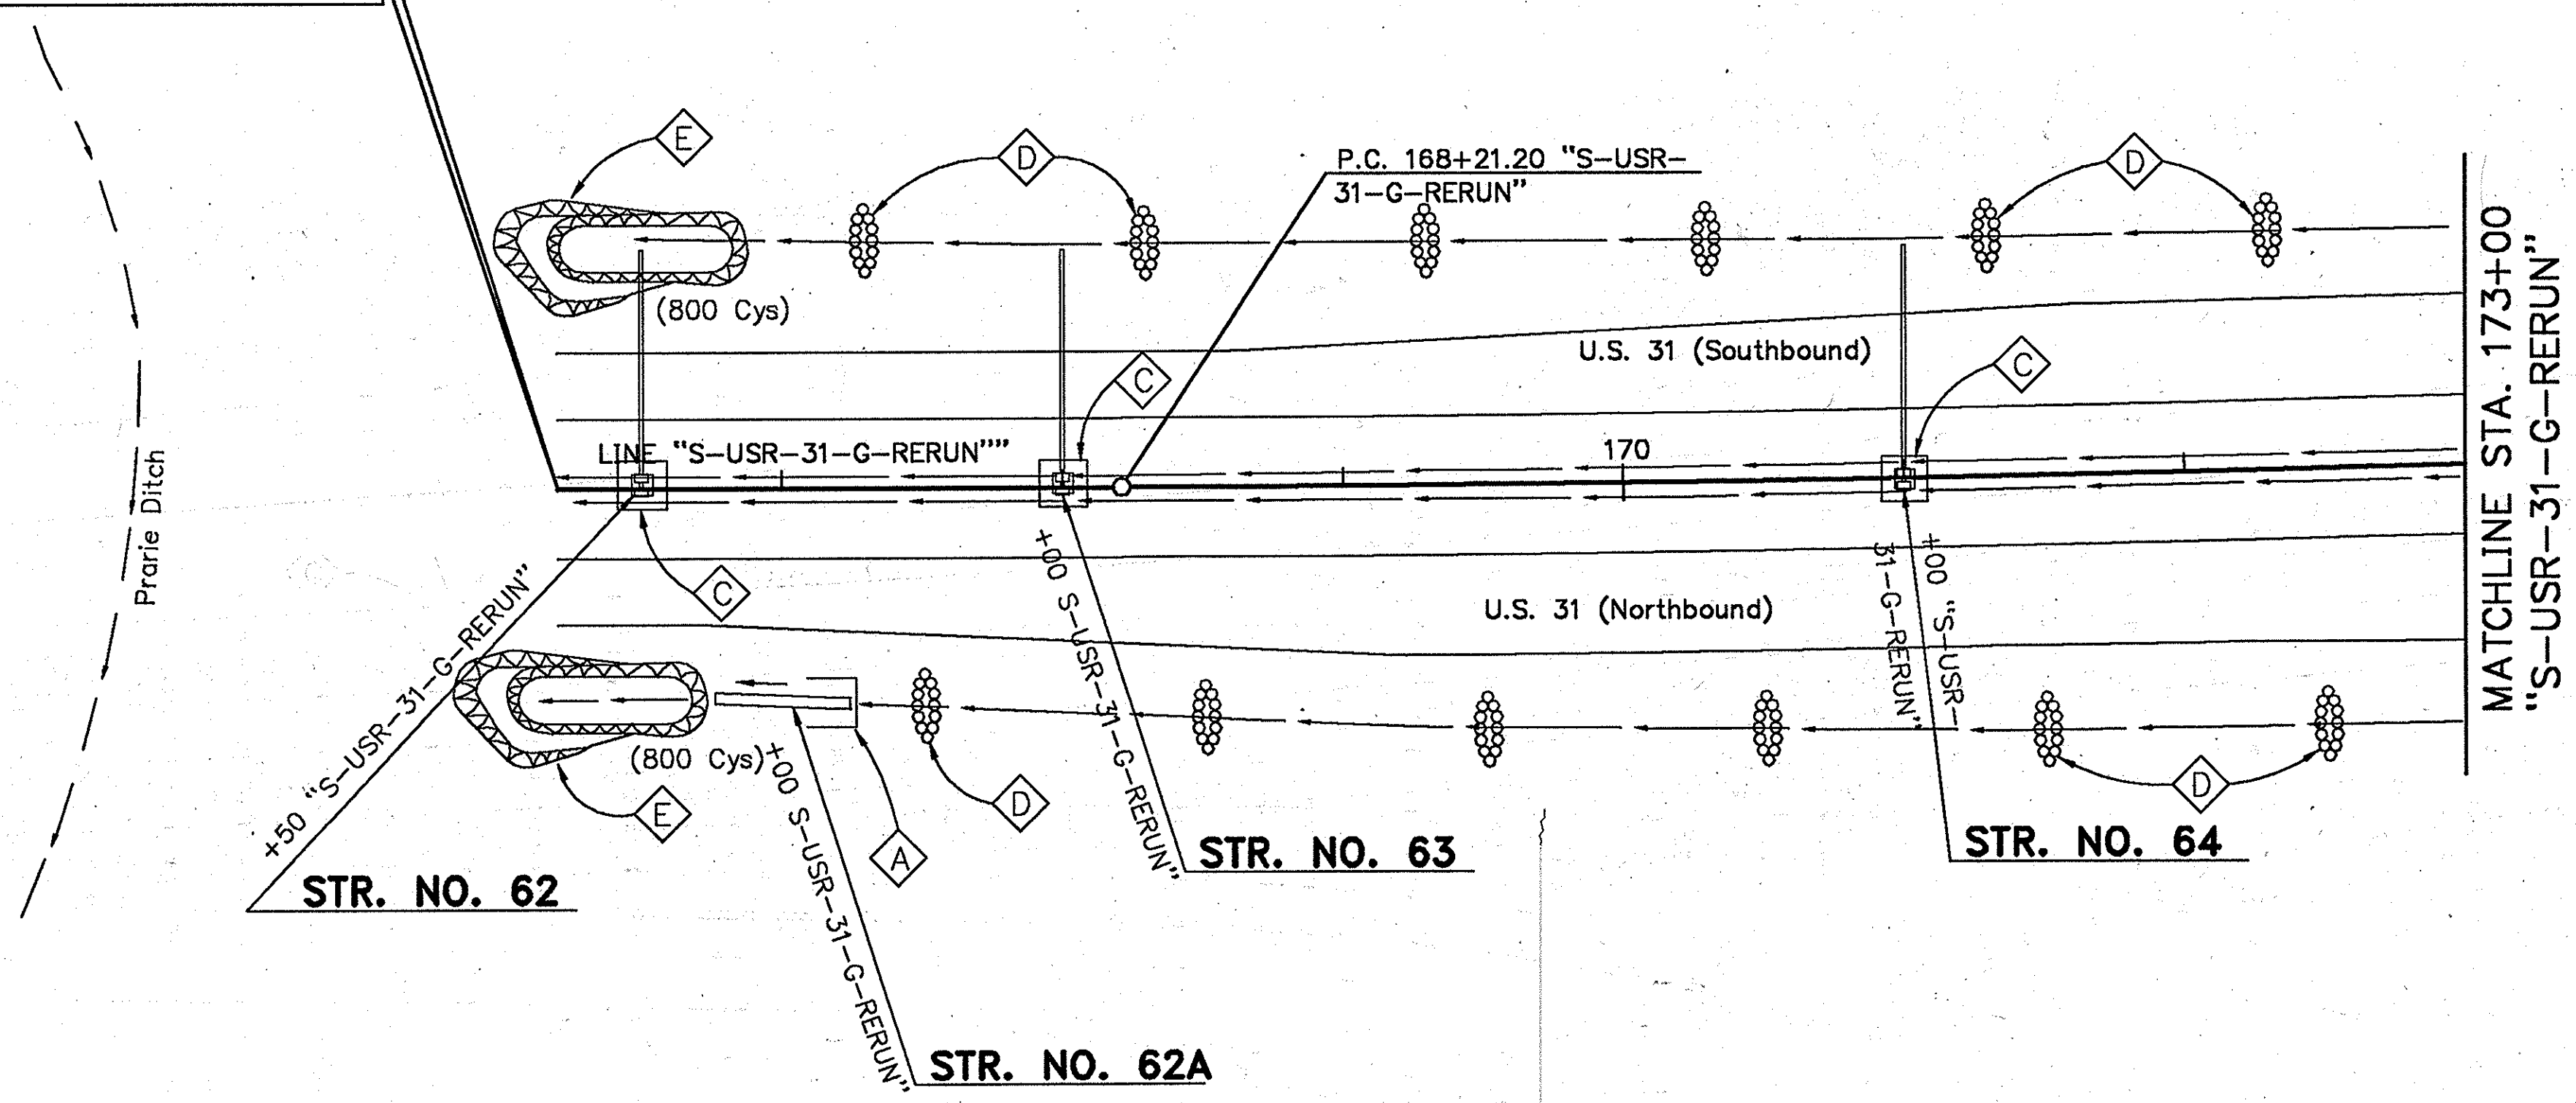 E
D
D
P.C. 168+21.20 "S-USR-
31-G-RERUN"
(800 Cys)
U.S. 31 (Southbound)
C
C
LINE "S-USR-31-G-RERUN""
170
MATCHLINE STA. 173+00
"S-USR-31-G-RERUN"
Prarie Ditch
C
U.S. 31 (Northbound)
+50 "S-USR-31-G-RERUN"
STR. NO. 62
(800 Cys)
E
+00 S-USR-31-G-RERUN"
STR. NO. 62A
A
D
+00 S-USR-31-G-RERUN"
STR. NO. 63
+00 "S-USR-
31-G-RERUN"
STR. NO. 64
D